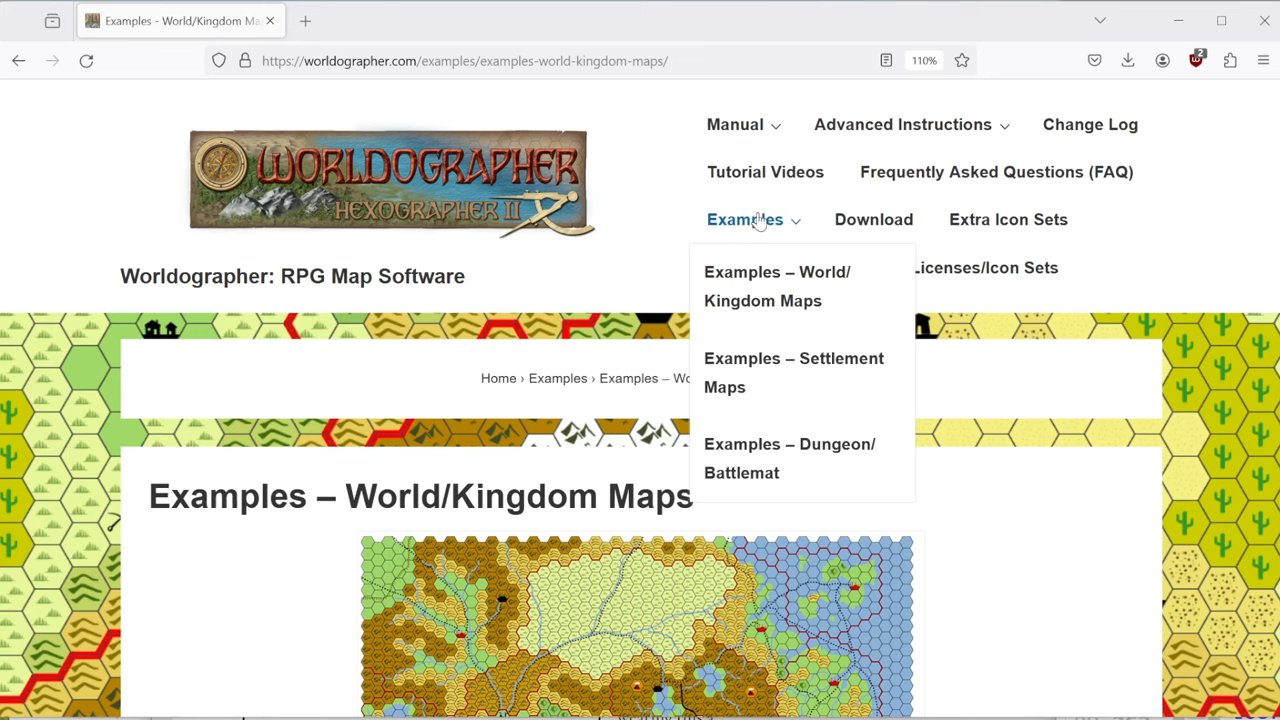 Examples - World/Kingdom Ma
https://worldographer.com/examples/examples-world-kingdom-maps/
110%
2
WORLDOGRAPHER
HEXOGRAPHER II
Worldographer: RPG Map Software
Manual
Advanced Instructions
Change Log
Tutorial Videos
Frequently Asked Questions (FAQ)
Examples
Download
Extra Icon Sets
Licenses/Icon Sets
Examples – World/
Kingdom Maps
Examples – Settlement
Maps
Examples – Dungeon/
Battlemat
Home › Examples › Examples – Wo
Examples – World/Kingdom Maps